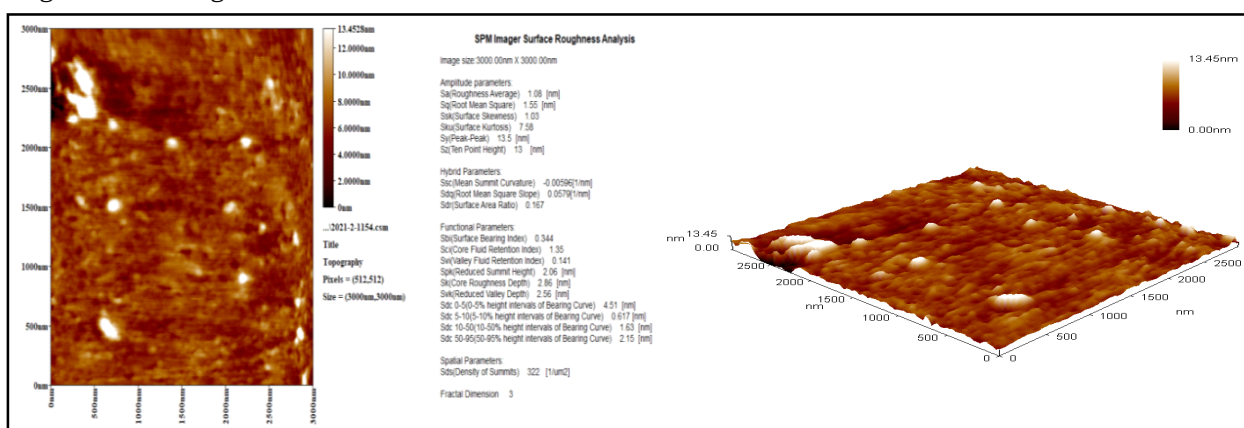 3000nm
2500nm
2000nm
1500nm
1000nm
500nm
0nm
0nm
500nm
1000nm
1500nm
2000nm
2500nm
3000nm
13.4528nm
12.0000nm
10.0000nm
8.0000nm
6.0000nm
4.0000nm
2.0000nm
0nm
...\2021-2-1154.csm
Title
Topography
Pixels = (512,512)
Size = (3000nm,3000nm)
SPM Imager Surface Roughness Analysis
Image size:3000.00nm X 3000.00nm
Amplitude parameters:
Sa(Roughness Average) 1.08 [nm]
Sq(Root Mean Square) 1.55 [nm]
Ssk(Surface Skewness) 1.03
Sku(Surface Kurtosis) 7.58
Sy(Peak-Peak) 13.5 [nm]
Sz(Ten Point Height) 13 [nm]
Hybrid Parameters:
Ssc(Mean Summit Curvature) -0.00596[1/nm]
Sdq(Root Mean Square Slope) 0.0579[1/nm]
Sdr(Surface Area Ratio) 0.167
Functional Parameters:
Sbi(Surface Bearing Index) 0.344
Sci(Core Fluid Retention Index) 1.35
Svi(Valley Fluid Retention Index) 0.141
Spk(Reduced Summit Height) 2.06 [nm]
Sk(Core Roughness Depth) 2.86 [nm]
Svk(Reduced Valley Depth) 2.56 [nm]
Sdc 0-5(0-5% height intervals of Bearing Curve) 4.51 [nm]
Sdc 5-10(5-10% height intervals of Bearing Curve) 0.617 [nm]
Sdc 10-50(10-50% height intervals of Bearing Curve) 1.63 [nm]
Sdc 50-95(50-95% height intervals of Bearing Curve) 2.15 [nm]
Spatial Parameters:
Sds(Density of Summits) 322 [1/um2]
Fractal Dimension 3
13.45nm
0.00nm
13.45
nm
0.00
2500
2000
1500
nm
1000
500
0
0
500
1000
1500
nm
2000
2500